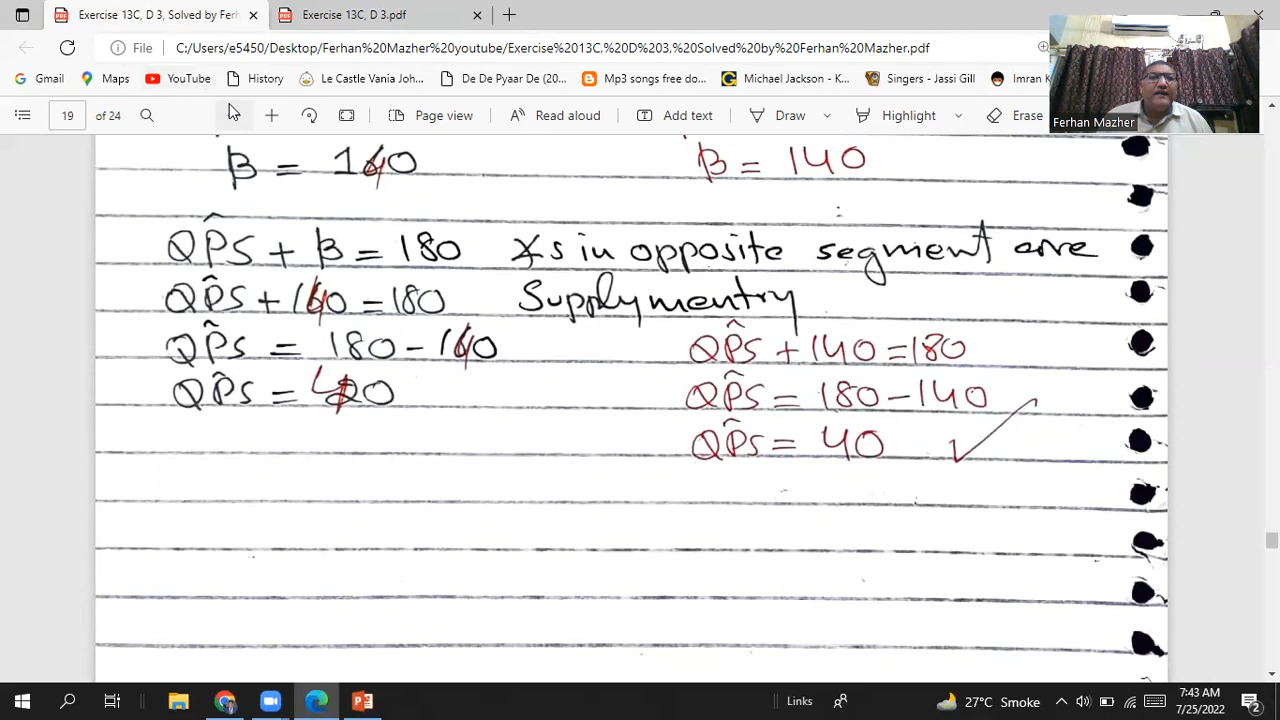 Exercise 13C, D 3, Solved by Ferh
Exercise 13C, D 3.pdf
File C:/Users/e5450/Desktop/Ferhan%20Ma
be/Exercise%2013C,%20D%203,%20Solved%20by%20Ferhan%20Mazher.pdf
Gmail Maps YouTube History Le Castle Vania Joh... De De Pyaar De (20... Mp3 songs free do... Michael Jackson - K... Singers - Jassi Gill Imran K
19 of 24 Page view Read aloud Add text Draw Highlight Erase
Ferhan Mazher
β = 140 β = 140
QP̂S + β = 180 ∡s in opposite segment are
QP̂S + 140 = 180 Supplymentry
QP̂S = 180 - 140 QP̂S + 140 = 180
QP̂S = 40 QP̂S = 180 - 140
QP̂S = 40
27°C Smoke Links
7:43 AM
7/25/2022
2